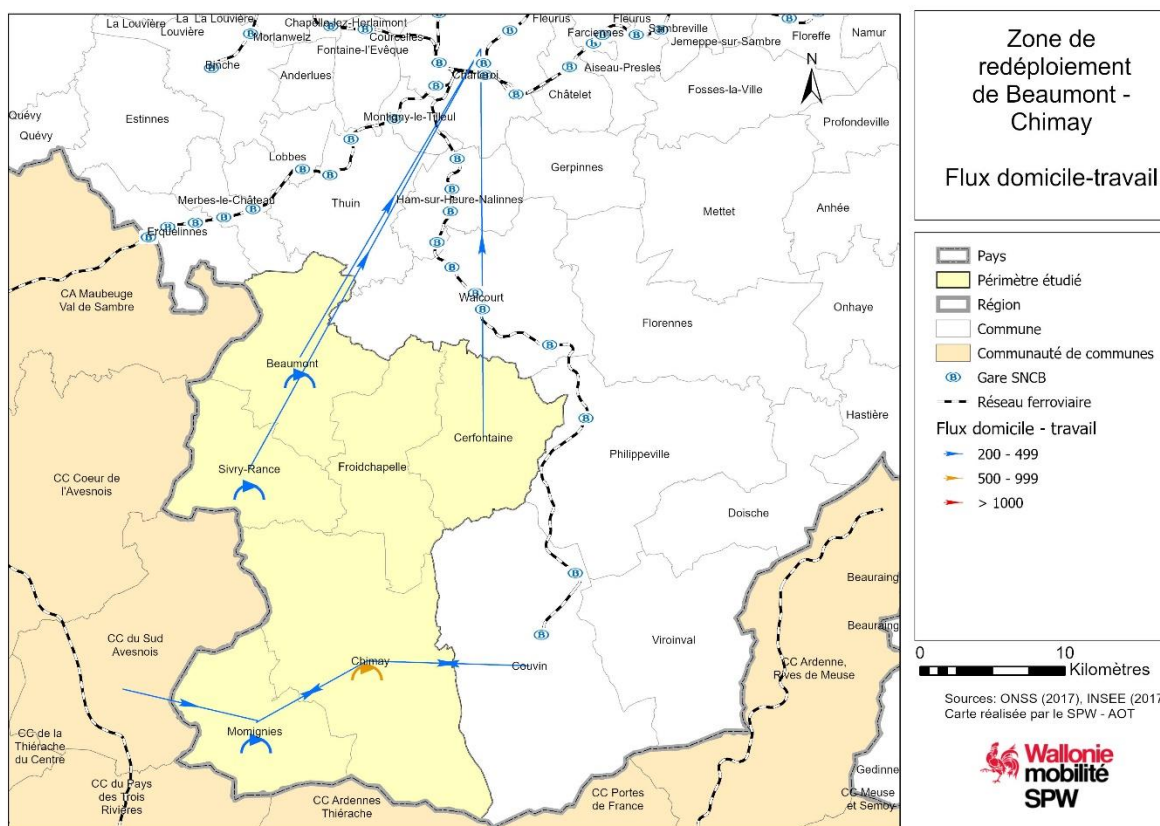 La Louvière
La La Louvière
Louvière
Morlanwelz
Chapelle-lez-Herlaimont
Courcelles
Fontaine-l'Evêque
Fleurus
Fleurus
Farciennes
Sambreville
Jemeppe-sur-Sambre
Floreffe
Namur
Binche
Anderlues
Charleroi
Aiseau-Presles
Châtelet
Fosses-la-Ville
N
Quévy
Quévy
Estinnes
Montigny-le-Tilleul
Profondeville
Lobbes
Gerpinnes
Merbes-le-Château
Thuin
Ham-sur-Heure-Nalinnes
Mettet
Anhée
Erquelinnes
CA Maubeuge
Val de Sambre
Walcourt
Onhaye
Florennes
Beaumont
Hastière
Cerfontaine
Philippeville
Sivry-Rance
Froidchapelle
CC Coeur de
l'Avesnois
Doische
Beauraing
Beauraing
CC du Sud
Avesnois
Chimay
Couvin
Viroinval
CC Ardenne,
Rives de Meuse
Momignies
CC de la
Thiérache
du Centre
CC du Pays
des Trois
Rivières
CC Ardennes
Thiérache
CC Portes
de France
Gedinne
CC Meuse
et Semoy
Zone de
redéploiement
de Beaumont -
Chimay
Flux domicile-travail
Pays
Périmètre étudié
Région
Commune
Communauté de communes
B Gare SNCB
Réseau ferroviaire
Flux domicile - travail
200 - 499
500 - 999
> 1000
0 10
Kilomètres
Sources: ONSS (2017), INSEE (2017
Carte réalisée par le SPW - AOT
Wallonie
mobilité
SPW